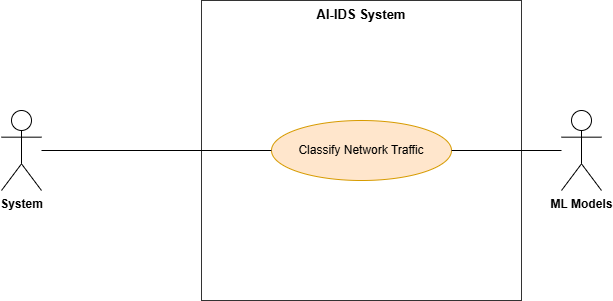 AI-IDS System
Classify Network Traffic
System
ML Models